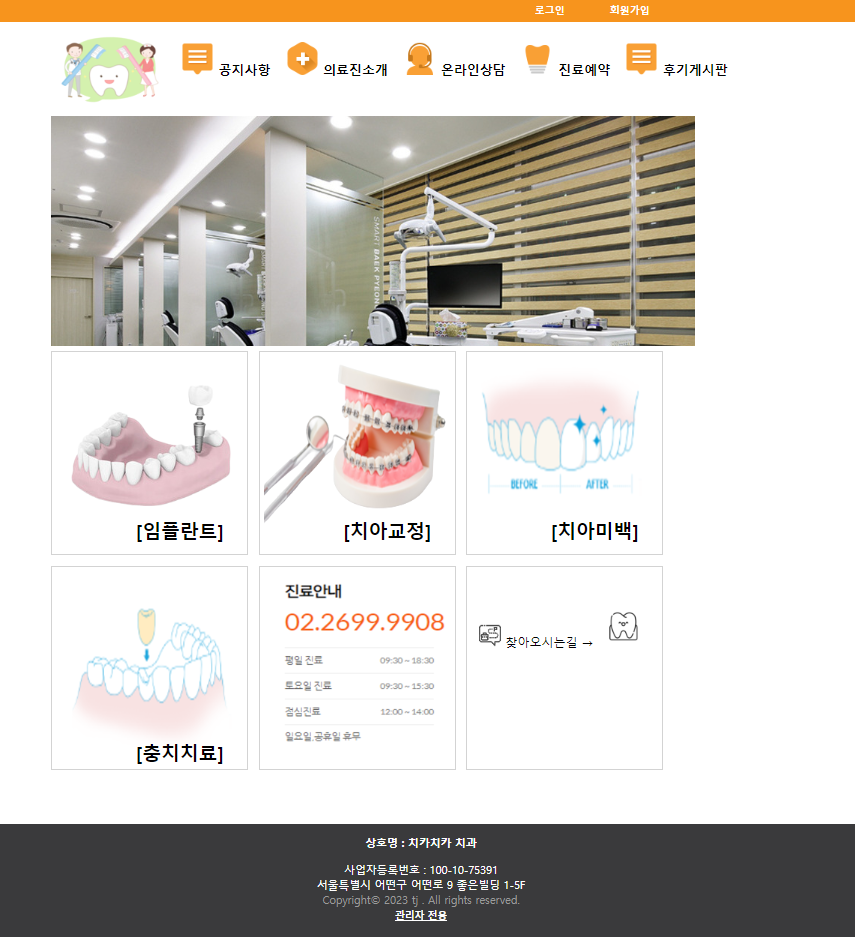 로그인 회원가입
공지사항 의료진소개 온라인상담 진료예약 후기게시판
SMART BAEK PYEONG
BEFORE AFTER
[임플란트] [치아교정] [치아미백]
진료안내
02.2699.9908
평일 진료 09:30 ~ 18:30
토요일 진료 09:30 ~ 15:30
점심진료 12:00 ~ 14:00
일요일,공휴일 휴무
찾아오시는길 →
[충치치료]
상호명 : 치카치카 치과
사업자등록번호 : 100-10-75391
서울특별시 어떤구 어떤로 9 좋은빌딩 1-5F
Copyright© 2023 tj . All rights reserved.
관리자 전용